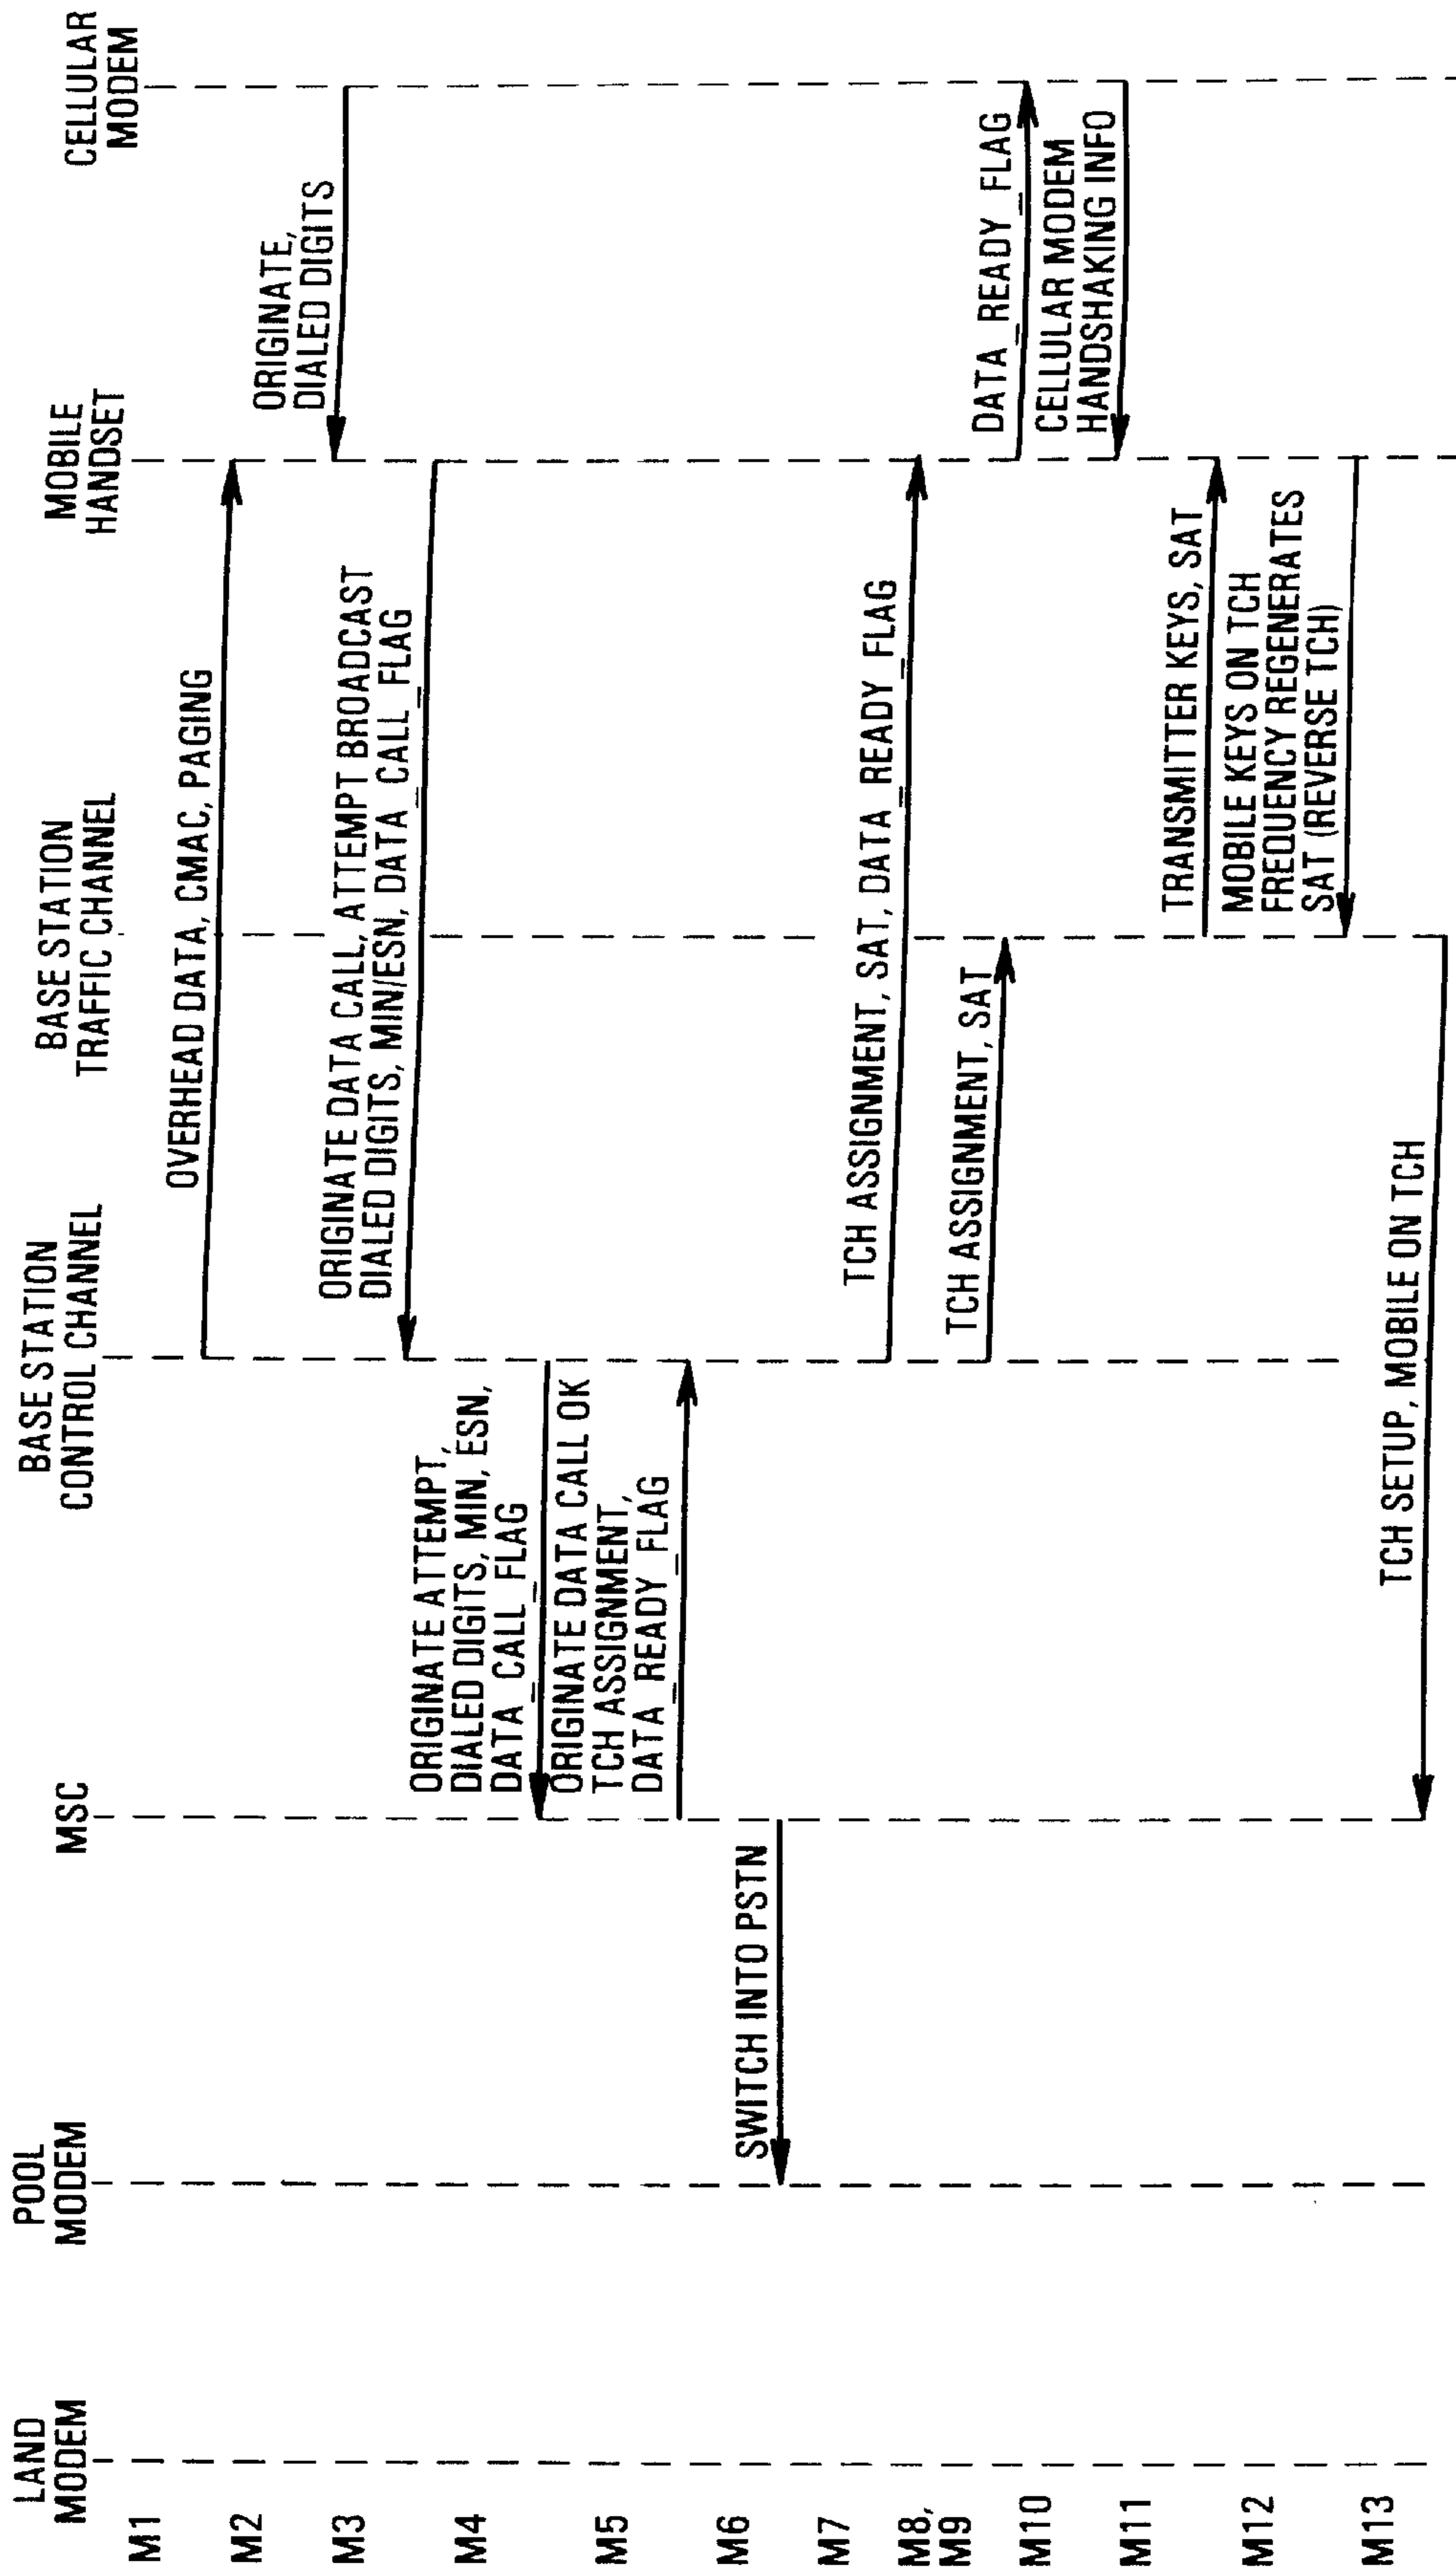 LAND
MODEM
POOL
MODEM
MSC
BASE STATION
CONTROL CHANNEL
BASE STATION
TRAFFIC CHANNEL
MOBILE
HANDSET
CELLULAR
MODEM
M1
OVERHEAD DATA, CMAC, PAGING
M2
ORIGINATE,
DIALED DIGITS
M3
ORIGINATE DATA CALL, ATTEMPT BROADCAST
DIALED DIGITS, MIN/ESN, DATA_CALL_FLAG
M4
ORIGINATE ATTEMPT,
DIALED DIGITS, MIN, ESN,
DATA_CALL_FLAG
M5
ORIGINATE DATA CALL OK
TCH ASSIGNMENT,
DATA_READY_FLAG
M6
SWITCH INTO PSTN
M7
TCH ASSIGNMENT, SAT, DATA_READY_FLAG
M8,
M9
TCH ASSIGNMENT, SAT
DATA READY_FLAG
M10
CELLULAR MODEM
HANDSHAKING INFO
M11
TRANSMITTER KEYS, SAT
M12
MOBILE KEYS ON TCH
FREQUENCY REGENERATES
SAT (REVERSE TCH)
M13
TCH SETUP, MOBILE ON TCH